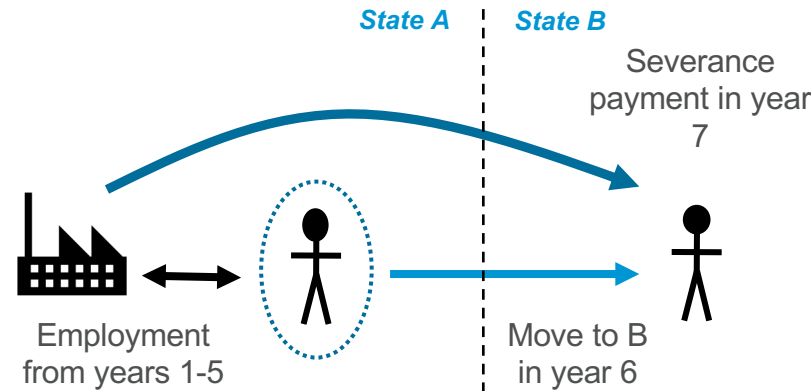 State A
State B
Severance
payment in year
7
Employment
from years 1-5
Move to B
in year 6